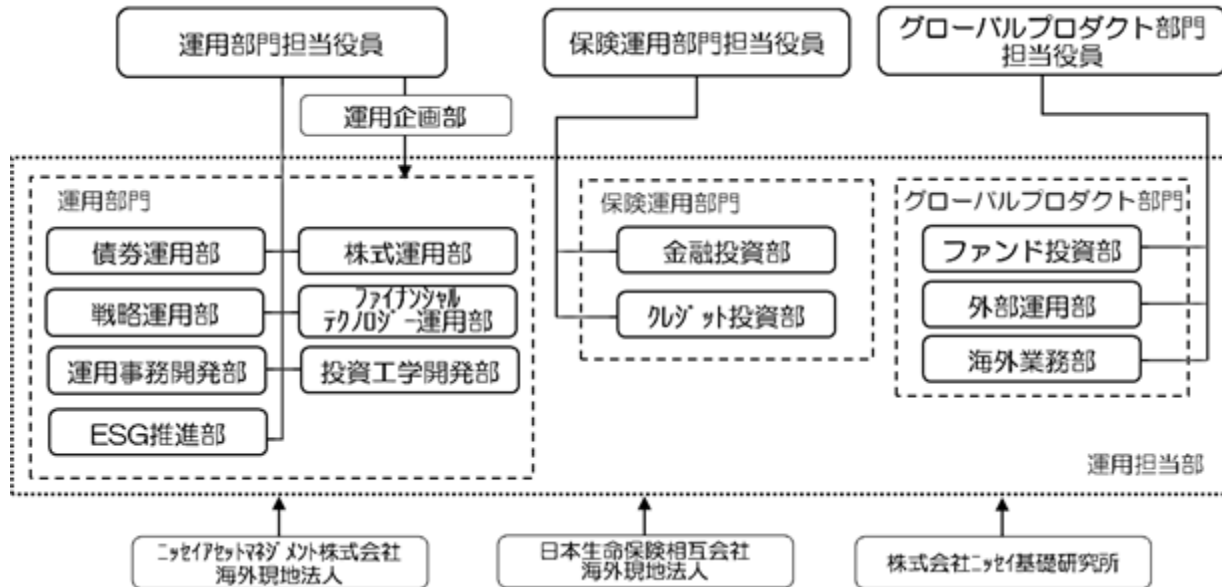 運用部門担当役員
保険運用部門担当役員
グローバルプロダクト部門
担当役員
運用企画部
運用部門
保険運用部門
グローバルプロダクト部門
債券運用部
株式運用部
金融投資部
ファンド投資部
戦略運用部
ﾌｧｲﾅﾝｼｬﾙ
ﾃｸﾉﾛｼﾞｰ運用部
ｸﾚｼﾞｯﾄ投資部
外部運用部
運用事務開発部
投資工学開発部
海外業務部
ESG推進部
運用担当部
ﾆｯｾｲｱｾｯﾄﾏﾈｼﾞﾒﾝﾄ株式会社
海外現地法人
日本生命保険相互会社
海外現地法人
株式会社ﾆｯｾｲ基礎研究所